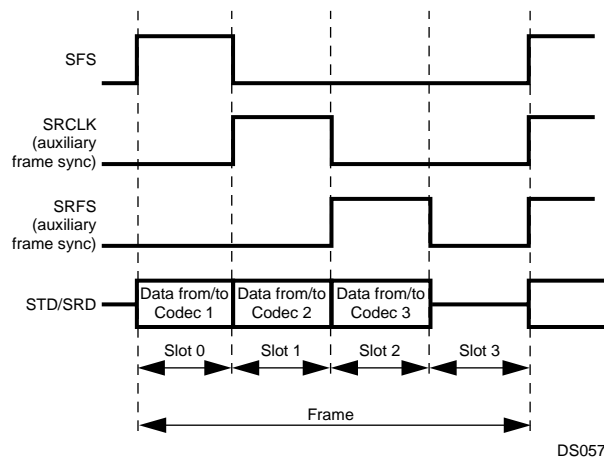 SFS
SRCLK
(auxiliary
frame sync)
SRFS
(auxiliary
frame sync)
STD/SRD
Data from/to
Codec 1
Data from/to
Codec 2
Data from/to
Codec 3
Slot 0
Slot 1
Slot 2
Slot 3
Frame
DS057